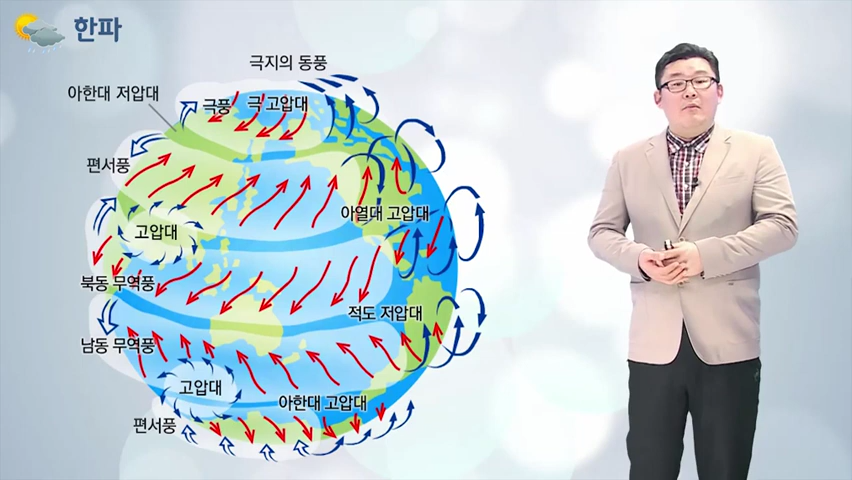 한파
극지의 동풍
아한대 저압대
극풍
극 고압대
편서풍
아열대 고압대
고압대
북동 무역풍
적도 저압대
남동 무역풍
고압대
아한대 고압대
편서풍